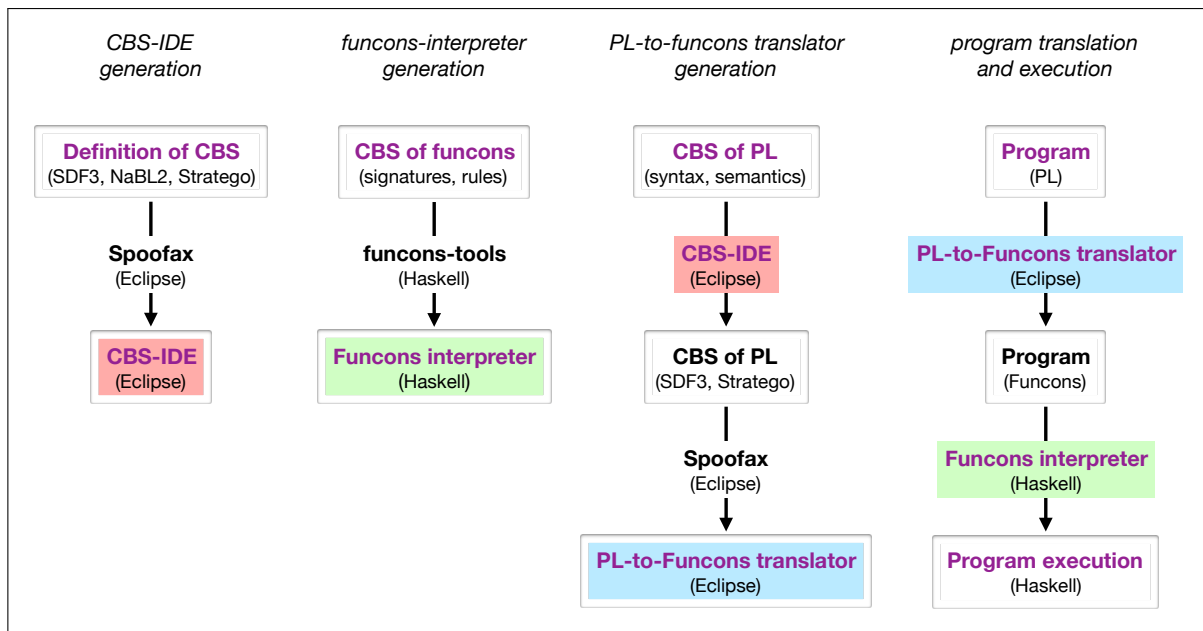 CBS-IDE
generation
funcons-interpreter
generation
PL-to-funcons translator
generation
program translation
and execution
Definition of CBS
(SDF3, NaBL2, Stratego)
Spoofax
(Eclipse)
CBS-IDE
(Eclipse)
CBS of funcons
(signatures, rules)
funcons-tools
(Haskell)
Funcons interpreter
(Haskell)
CBS of PL
(syntax, semantics)
CBS-IDE
(Eclipse)
CBS of PL
(SDF3, Stratego)
Spoofax
(Eclipse)
PL-to-Funcons translator
(Eclipse)
Program
(PL)
PL-to-Funcons translator
(Eclipse)
Program
(Funcons)
Funcons interpreter
(Haskell)
Program execution
(Haskell)